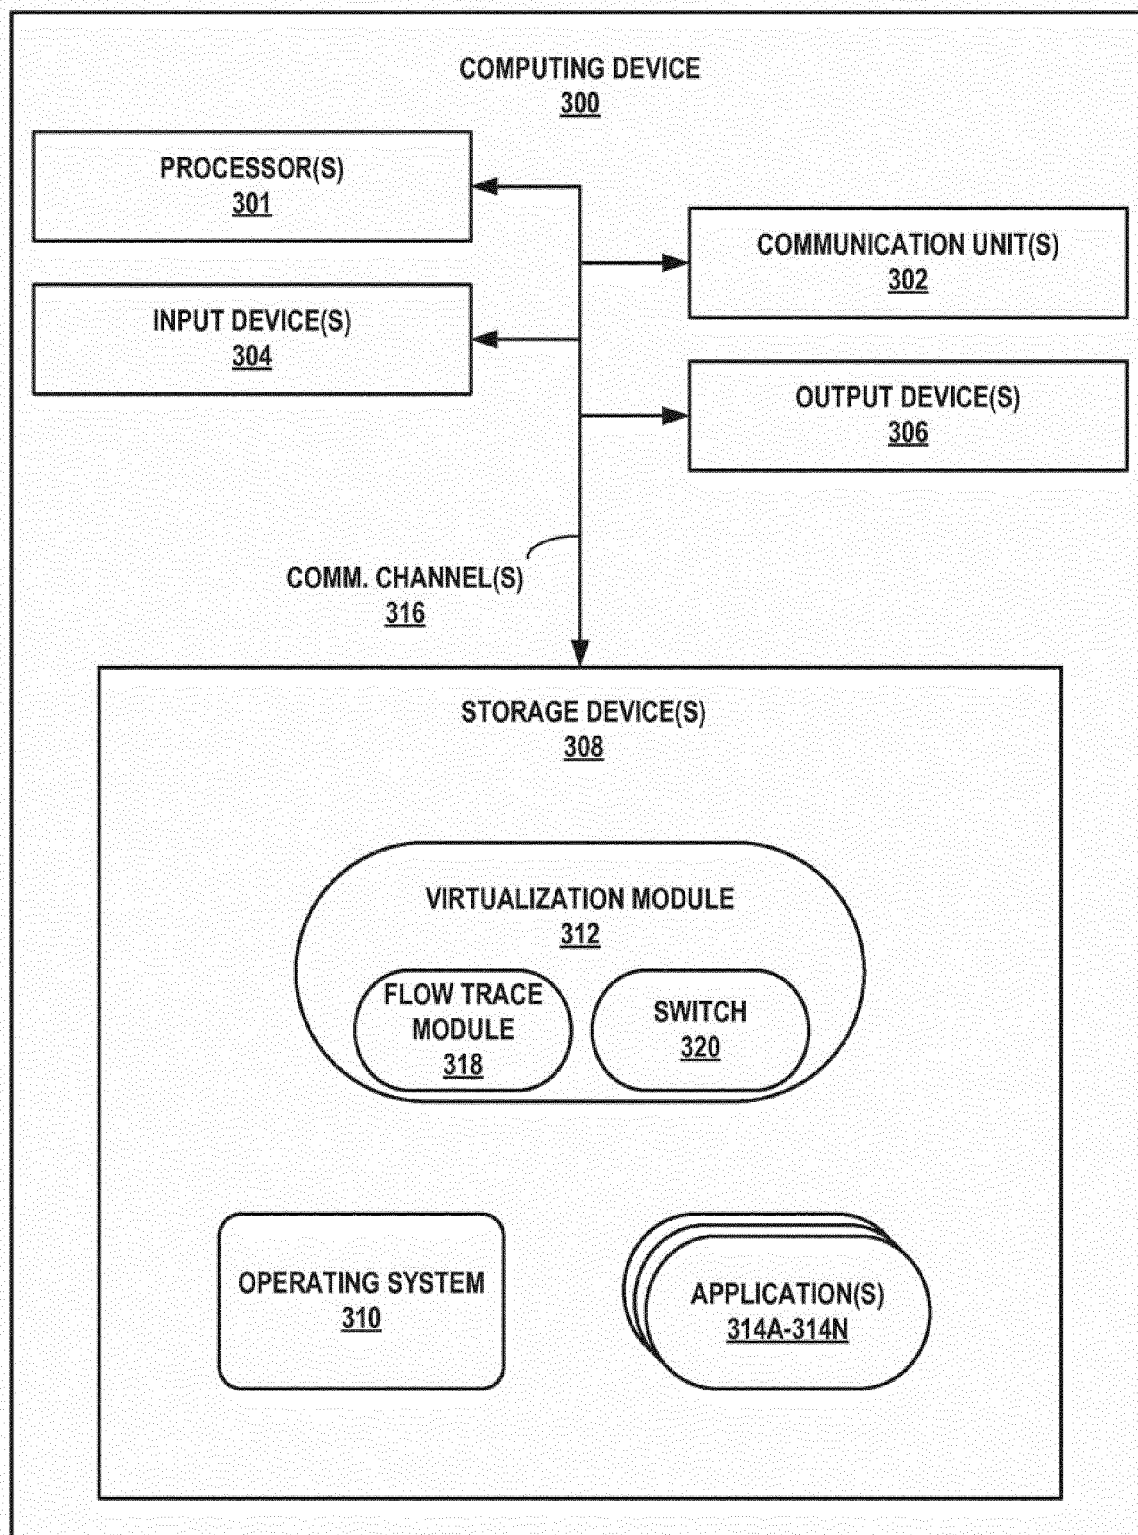 COMPUTING DEVICE
300
PROCESSOR(S)
301
COMMUNICATION UNIT(S)
302
INPUT DEVICE(S)
304
OUTPUT DEVICE(S)
306
COMM. CHANNEL(S)
316
STORAGE DEVICE(S)
308
VIRTUALIZATION MODULE
312
FLOW TRACE
MODULE
318
SWITCH
320
OPERATING SYSTEM
310
APPLICATION(S)
314A-314N